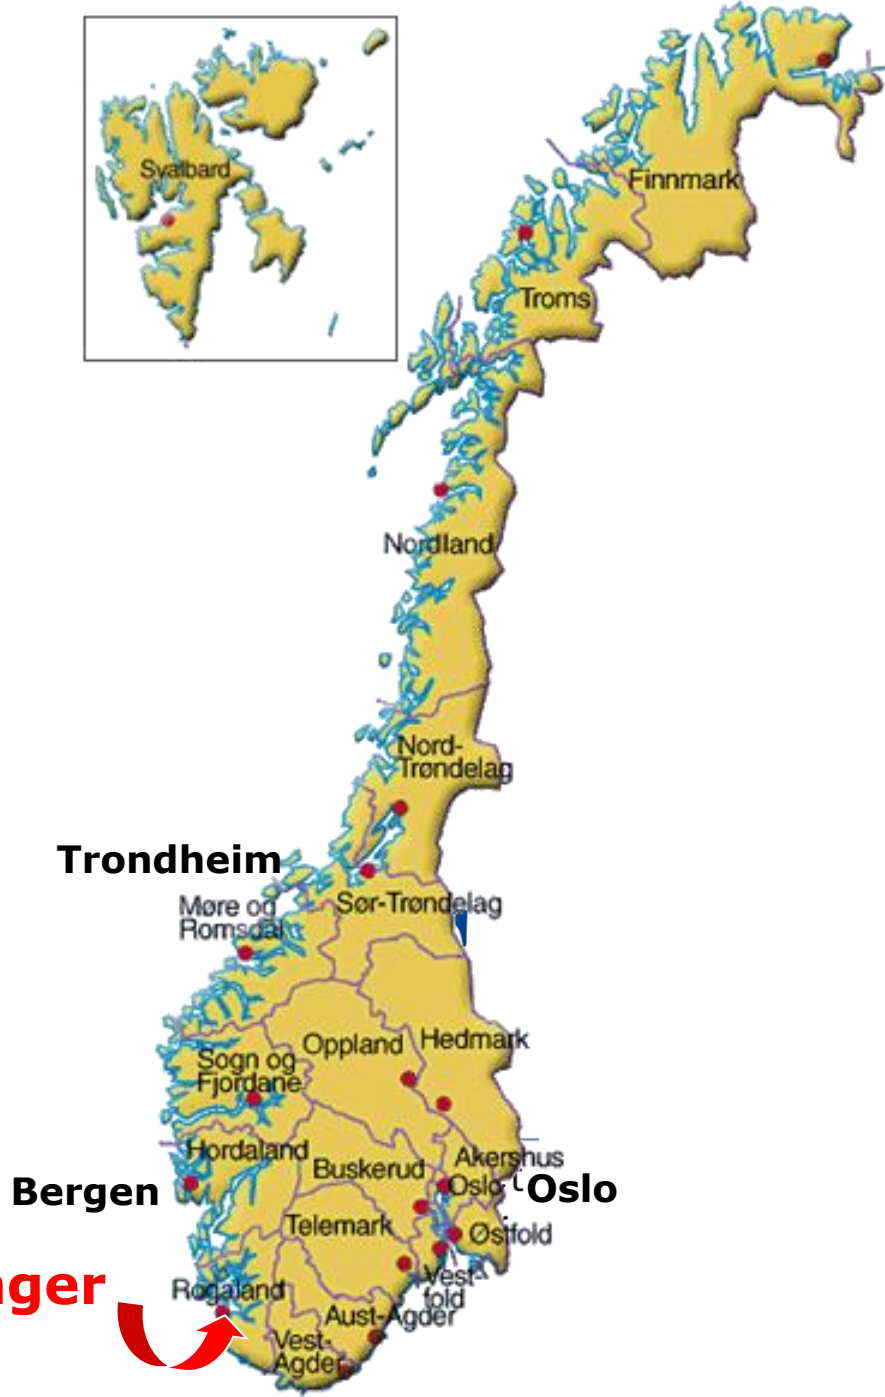 Svalbard
Finnmark
Troms
Nordland
Nord-
Trøndelag
Trondheim
Sør-Trøndelag
Møre og
Romsdal
Oppland
Hedmark
Sogn og
Fjordane
Hordaland
Buskerud
Akershus
Bergen
Oslo
Oslo
Telemark
Østfold
Rogaland
Vest-
fold
nger
Aust-Agder
Vest-
Agder